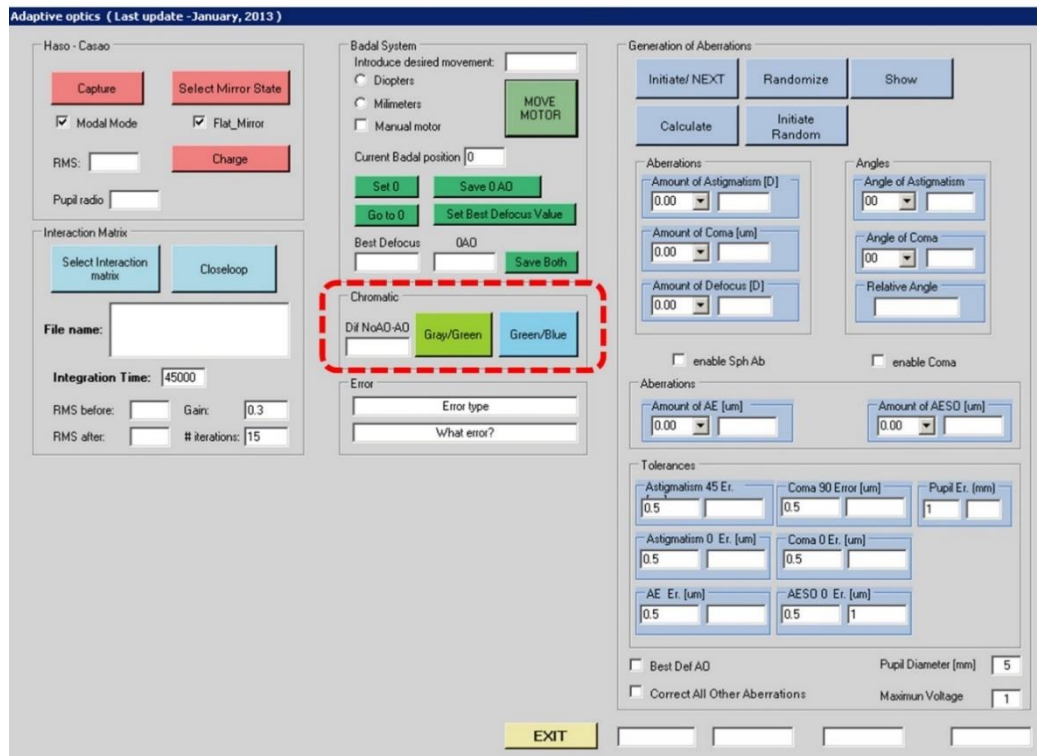 Adaptive optics ( Last update -January, 2013 )
Haso - Casao
Capture
Select Mirror State
Modal Mode
Flat_Mirror
RMS:
Charge
Pupil radio
Interaction Matrix
Select Interaction
matrix
Closeloop
File name:
Integration Time:
45000
RMS before:
Gain:
0.3
RMS after:
# iterations:
15
Badal System
Introduce desired movement:
Diopters
Milimeters
Manual motor
MOVE
MOTOR
Current Badal position
0
Set 0
Save 0 AO
Go to 0
Set Best Defocus Value
Best Defocus
0AO
Save Both
Chromatic
Dif NoAO-AO
Gray/Green
Green/Blue
Error
Error type
What error?
Generation of Aberrations
Initiate/ NEXT
Randomize
Show
Calculate
Initiate
Random
Aberrations
Amount of Astigmatism [D]
0.00
Amount of Coma [um]
0.00
Amount of Defocus [D]
0.00
Angles
Angle of Astigmatism
00
Angle of Coma
00
Relative Angle
enable Sph Ab
enable Coma
Aberrations
Amount of AE [um]
0.00
Amount of AESO [um]
0.00
Tolerances
Astigmatism 45 Er.
0.5
Coma 90 Error [um]
0.5
Pupil Er. (mm)
1
Astigmatism 0 Er. [um]
0.5
Coma 0 Er. [um]
0.5
AE Er. [um]
0.5
AESO 0 Er. [um]
0.5
1
Best Def AO
Pupil Diameter [mm]
5
Correct All Other Aberrations
Maximun Voltage
1
EXIT